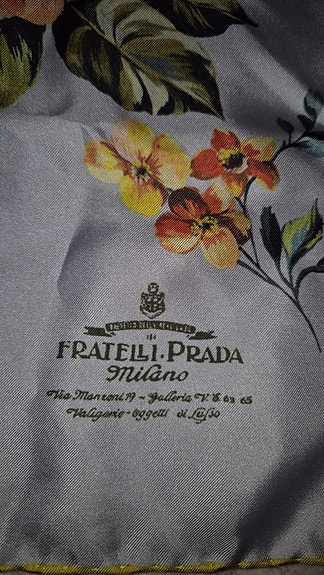 FRATELLI·PRADA
Milano
Via Manzoni, 19 - Galleria V. E. 63 65
Valigerie - oggetti di Lusso